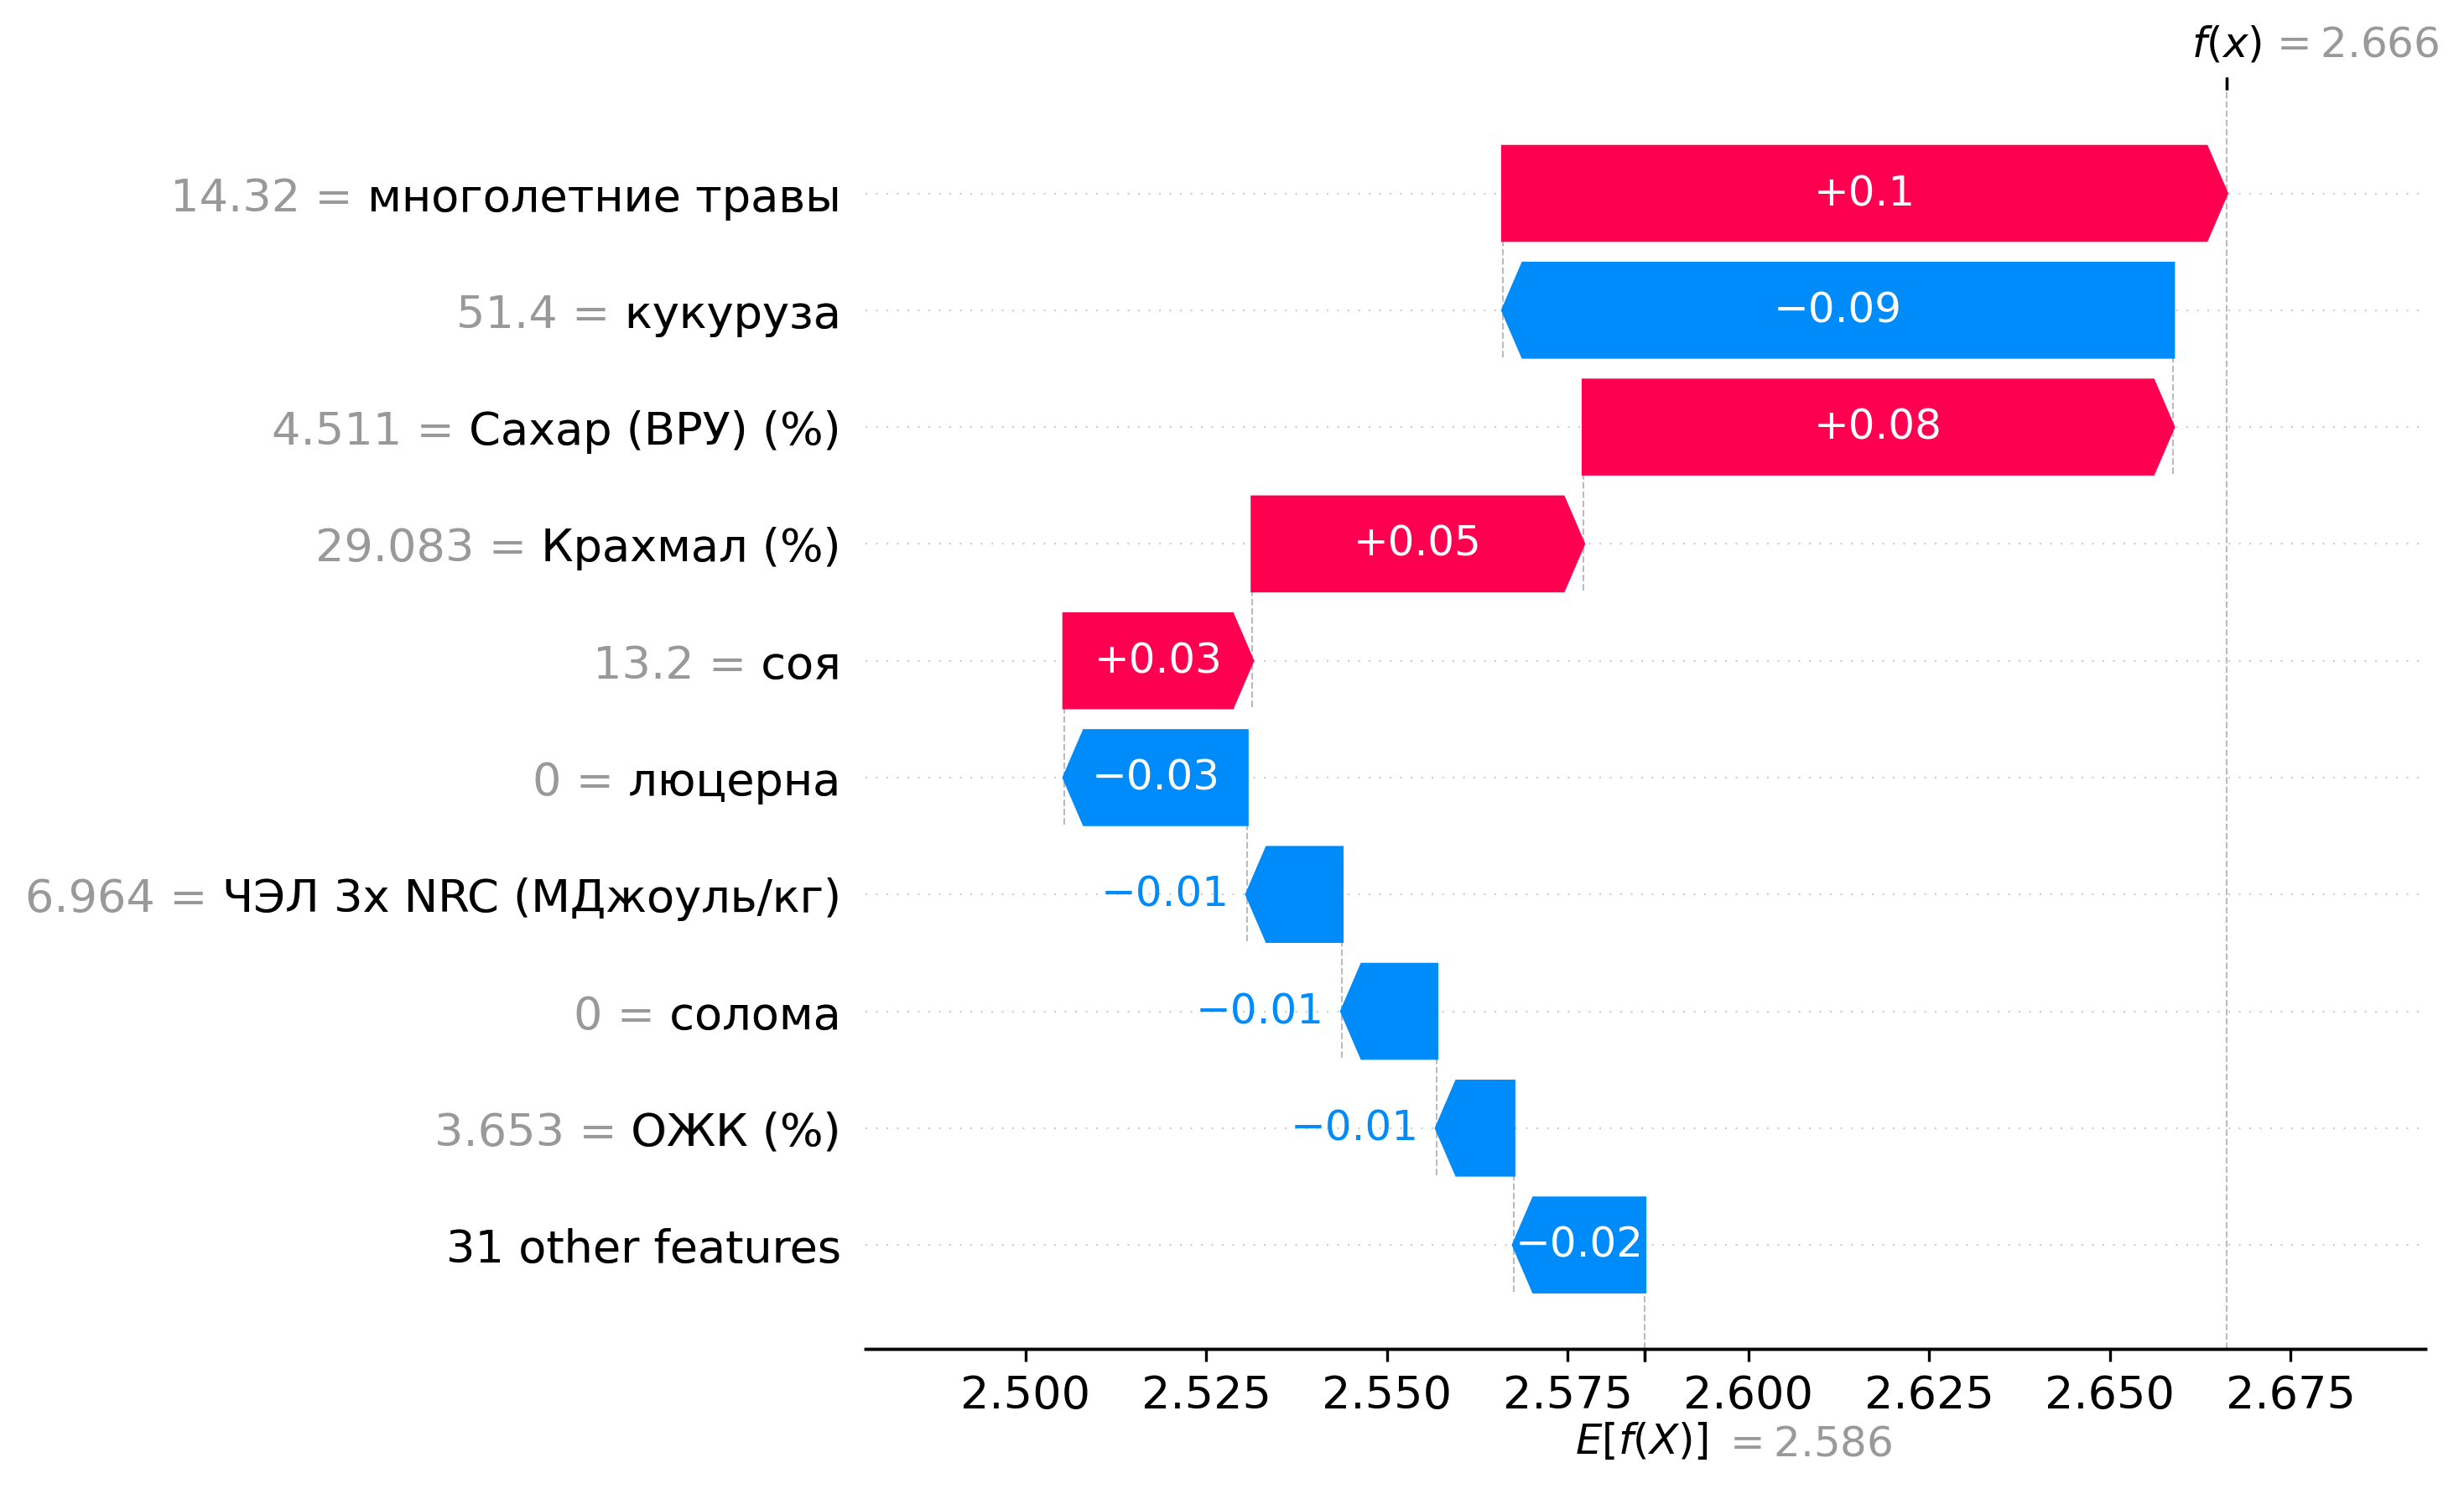 f(x) = 2.666
14.32 = многолетние травы
+0.1
51.4 = кукуруза
−0.09
4.511 = Сахар (ВРУ) (%)
+0.08
29.083 = Крахмал (%)
+0.05
13.2 = соя
+0.03
0 = люцерна
−0.03
6.964 = ЧЭЛ 3х NRC (МДжоуль/кг)
−0.01
0 = солома
−0.01
3.653 = ОЖК (%)
−0.01
31 other features
−0.02
2.500 2.525 2.550 2.575 2.600 2.625 2.650 2.675
E[f(X)] = 2.586